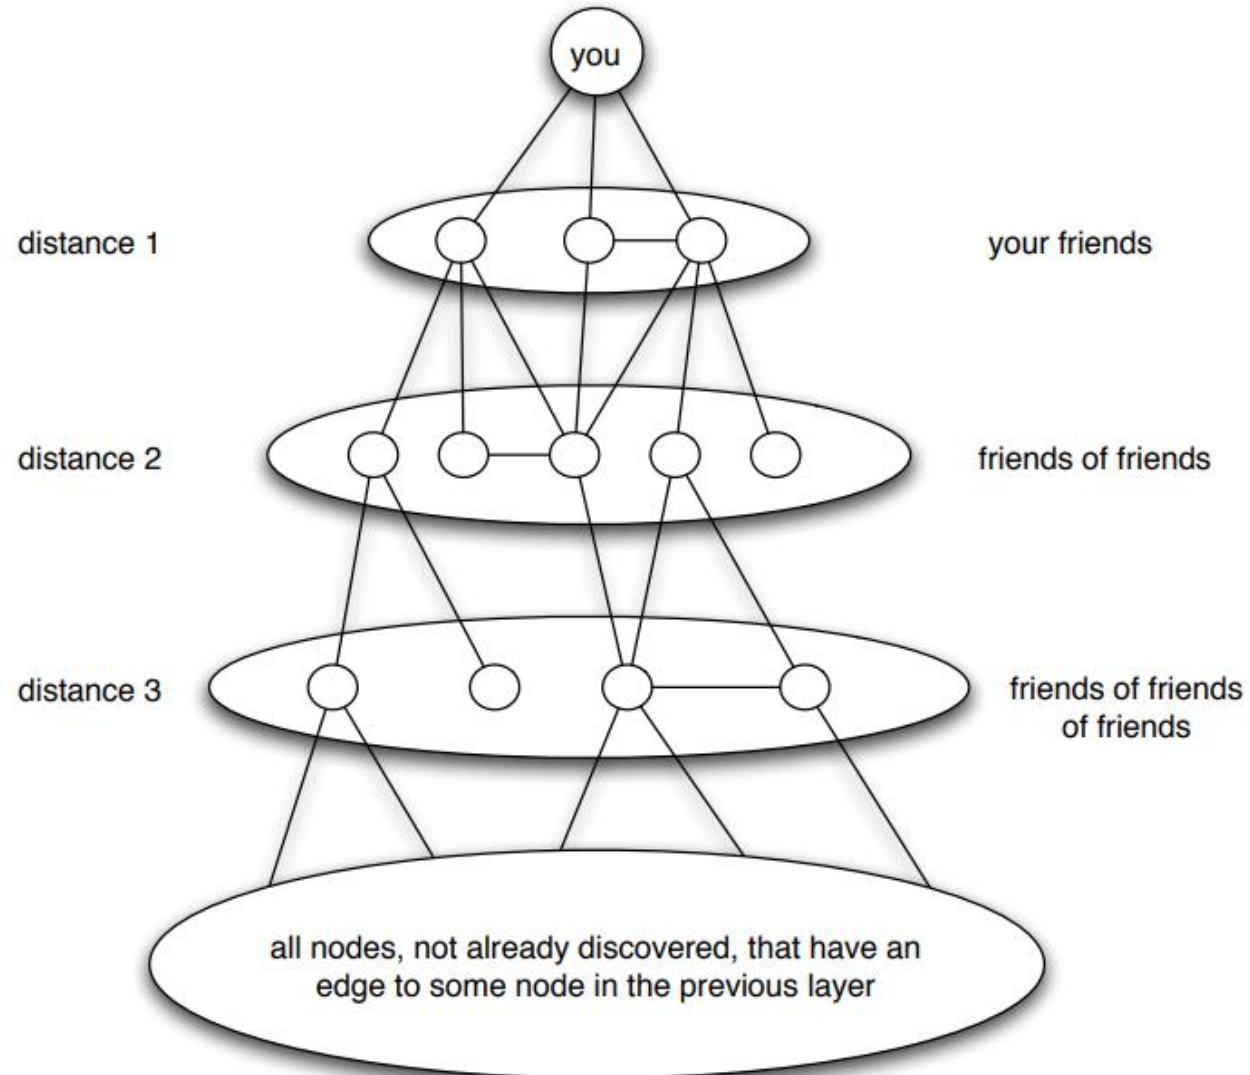 you
distance 1
your friends
distance 2
friends of friends
distance 3
friends of friends
of friends
all nodes, not already discovered, that have an
edge to some node in the previous layer